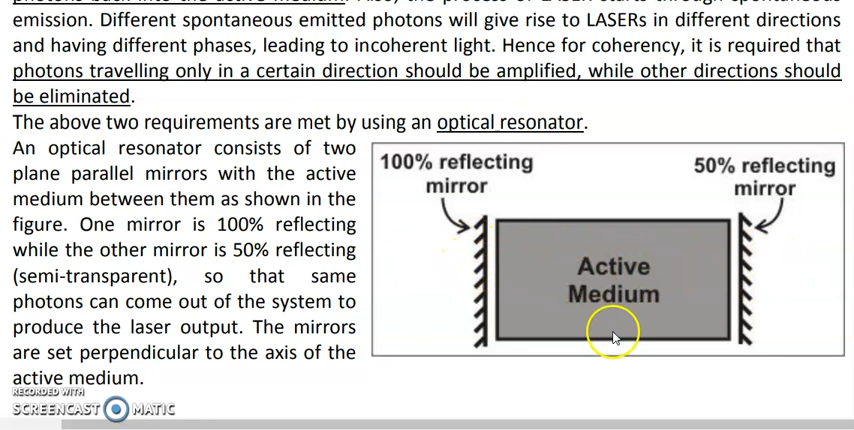 emission. Different spontaneous emitted photons will give rise to LASERs in different directions
and having different phases, leading to incoherent light. Hence for coherency, it is required that
photons travelling only in a certain direction should be amplified, while other directions should
be eliminated.
The above two requirements are met by using an optical resonator.
An optical resonator consists of two
plane parallel mirrors with the active
medium between them as shown in the
figure. One mirror is 100% reflecting
while the other mirror is 50% reflecting
(semi-transparent), so that same
photons can come out of the system to
produce the laser output. The mirrors
are set perpendicular to the axis of the
active medium.
100% reflecting
mirror
50% reflecting
mirror
Active
Medium
RECORDED WITH
SCREENCAST MATIC